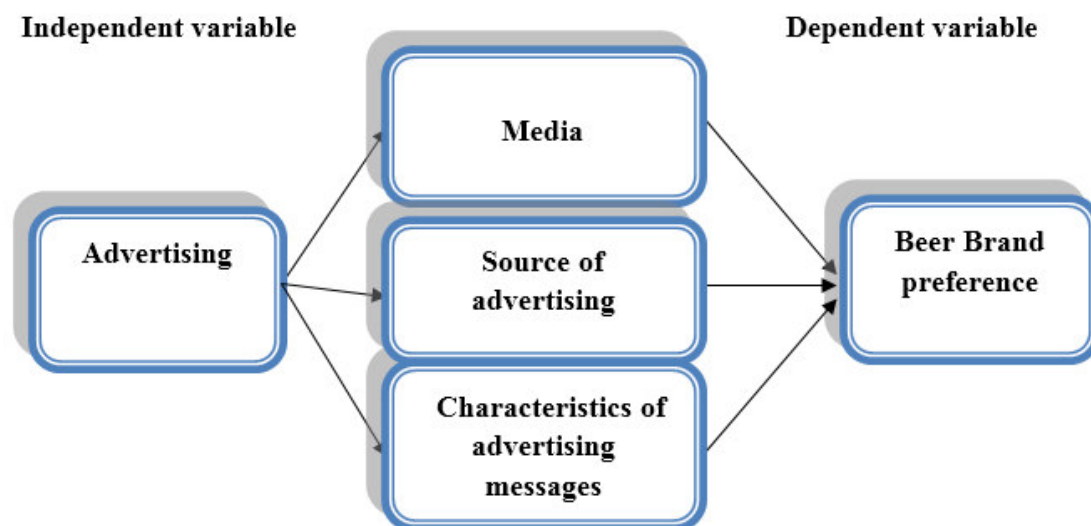 Independent variable
Dependent variable
Media
Advertising
Source of
advertising
Beer Brand
preference
Characteristics of
advertising
messages